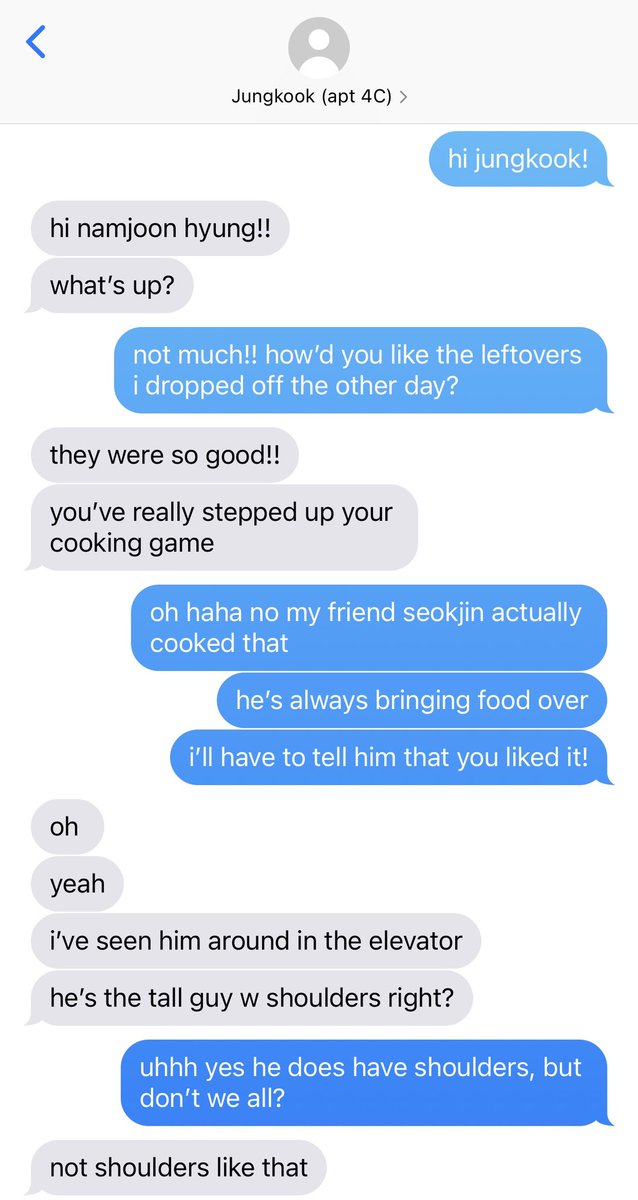 Jungkook (apt 4C) >
hi jungkook!
hi namjoon hyung!!
what’s up?
not much!! how’d you like the leftovers
i dropped off the other day?
they were so good!!
you’ve really stepped up your
cooking game
oh haha no my friend seokjin actually
cooked that
he’s always bringing food over
i’ll have to tell him that you liked it!
oh
yeah
i’ve seen him around in the elevator
he’s the tall guy w shoulders right?
uhhh yes he does have shoulders, but
don’t we all?
not shoulders like that